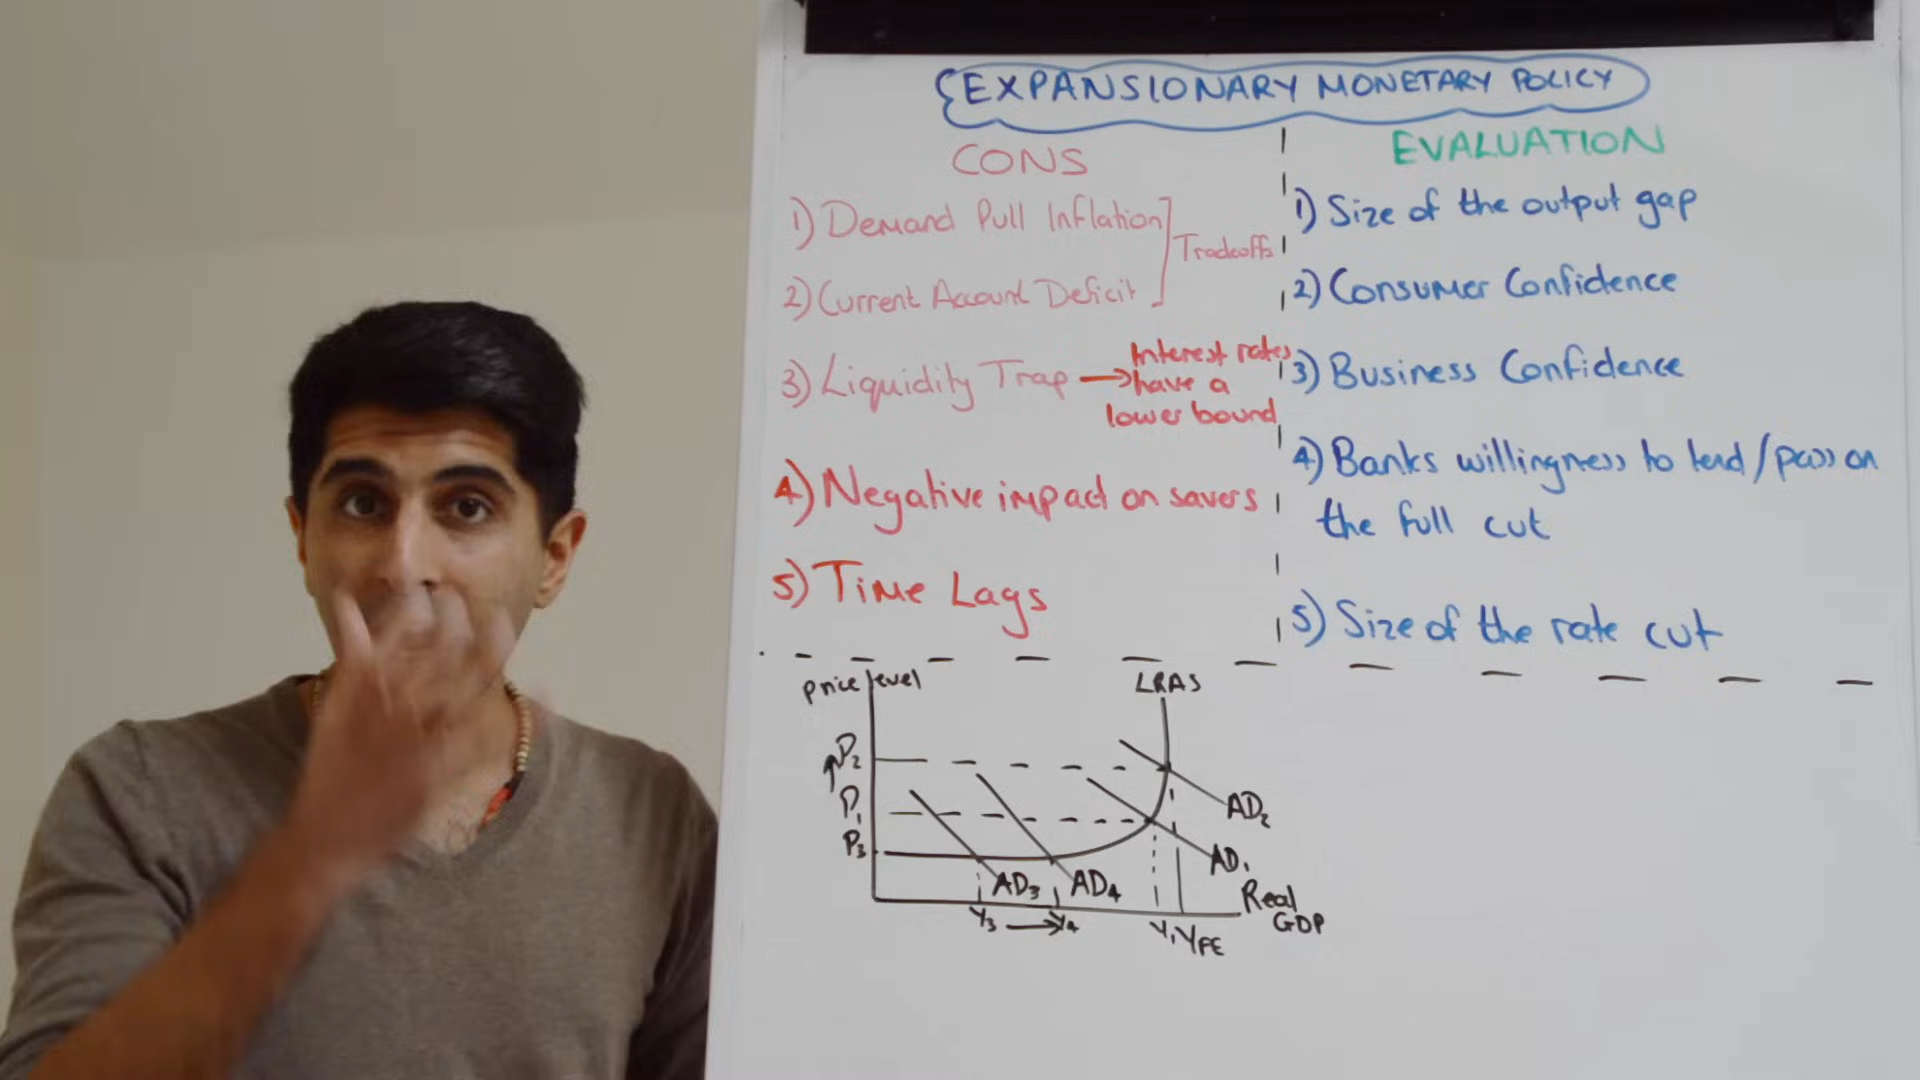 EXPANSIONARY MONETARY POLICY
CONS
1) Demand Pull Inflation
Tradeoffs
2) Current Account Deficit
3) Liquidity Trap → Interest rates
have a
lower bound
4) Negative impact on savers
5) Time Lags
EVALUATION
1) Size of the output gap
2) Consumer Confidence
3) Business Confidence
4) Banks willingness to lend/pass on
the full cut
5) Size of the rate cut
price level
LRAS
P2
P1
P3
AD2
AD1
AD3
AD4
Real
GDP
Y3 → Y4
Y1
YFE